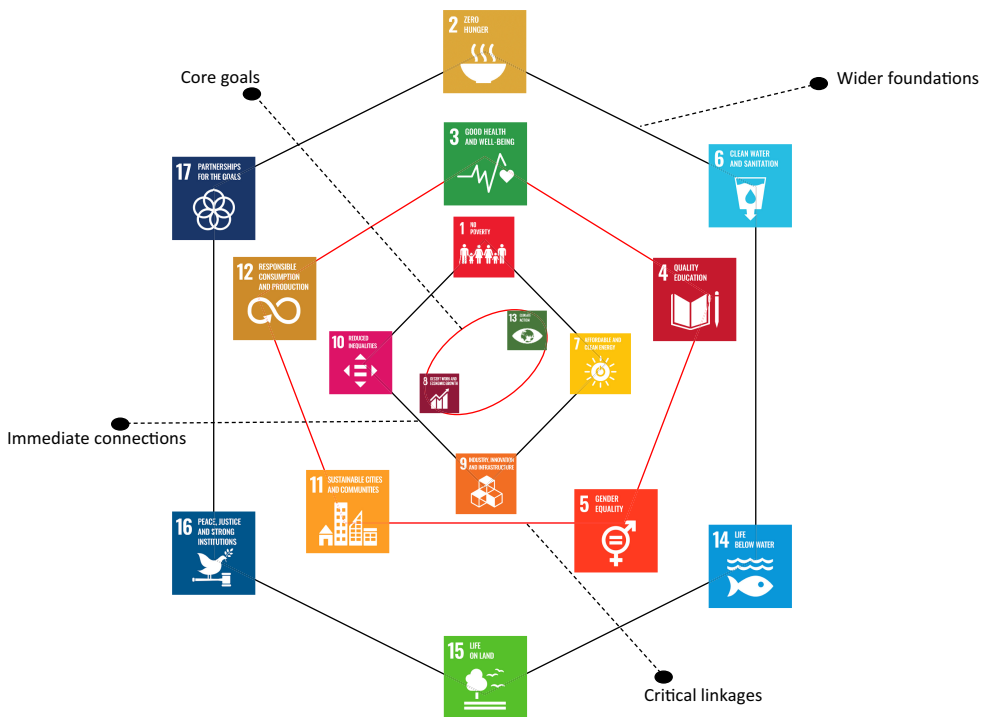 2 ZERO
HUNGER
Core goals
Wider foundations
3 GOOD HEALTH
AND WELL-BEING
6 CLEAN WATER
AND SANITATION
17 PARTNERSHIPS
FOR THE GOALS
1 NO
POVERTY
12 RESPONSIBLE
CONSUMPTION
AND PRODUCTION
4 QUALITY
EDUCATION
13 CLIMATE
ACTION
10 REDUCED
INEQUALITIES
7 AFFORDABLE AND
CLEAN ENERGY
8 DECENT WORK AND
ECONOMIC GROWTH
Immediate connections
9 INDUSTRY, INNOVATION
AND INFRASTRUCTURE
11 SUSTAINABLE CITIES
AND COMMUNITIES
5 GENDER
EQUALITY
16 PEACE, JUSTICE
AND STRONG
INSTITUTIONS
14 LIFE
BELOW WATER
15 LIFE
ON LAND
Critical linkages